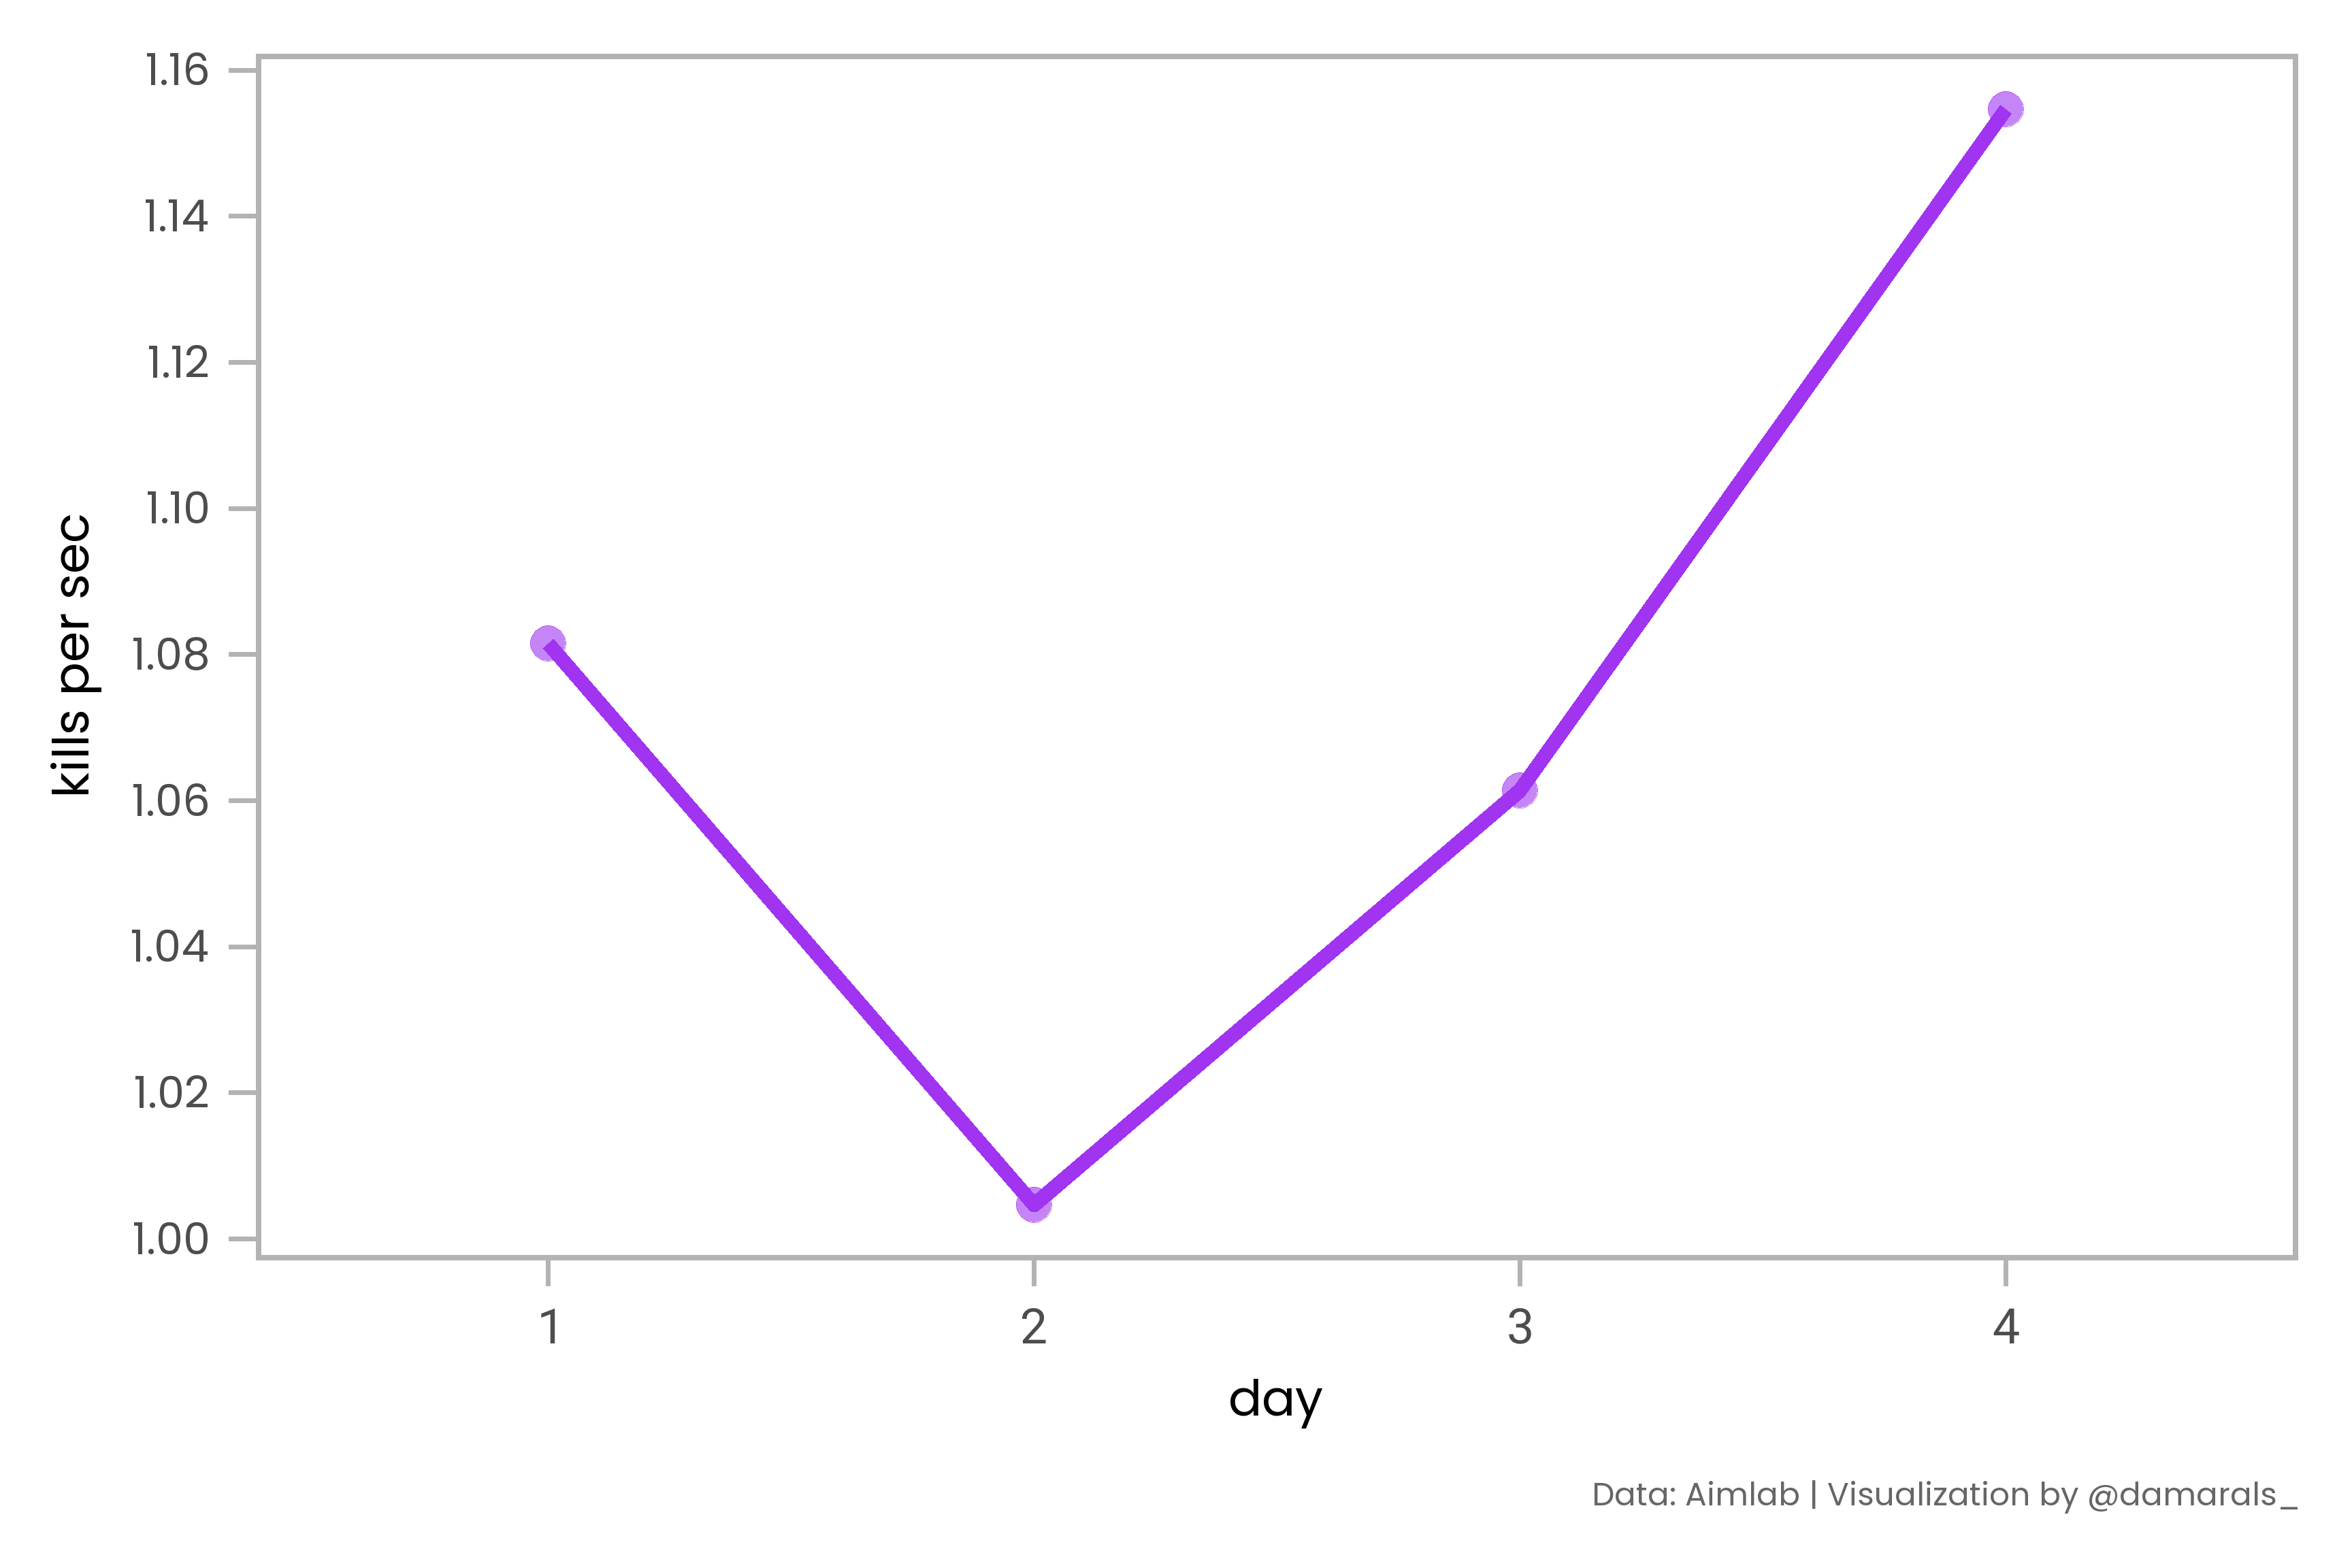 1.16
1.14
1.12
1.10
1.08
1.06
1.04
1.02
1.00
kills per sec
1 2 3 4
day
Data: Aimlab | Visualization by @damarals_